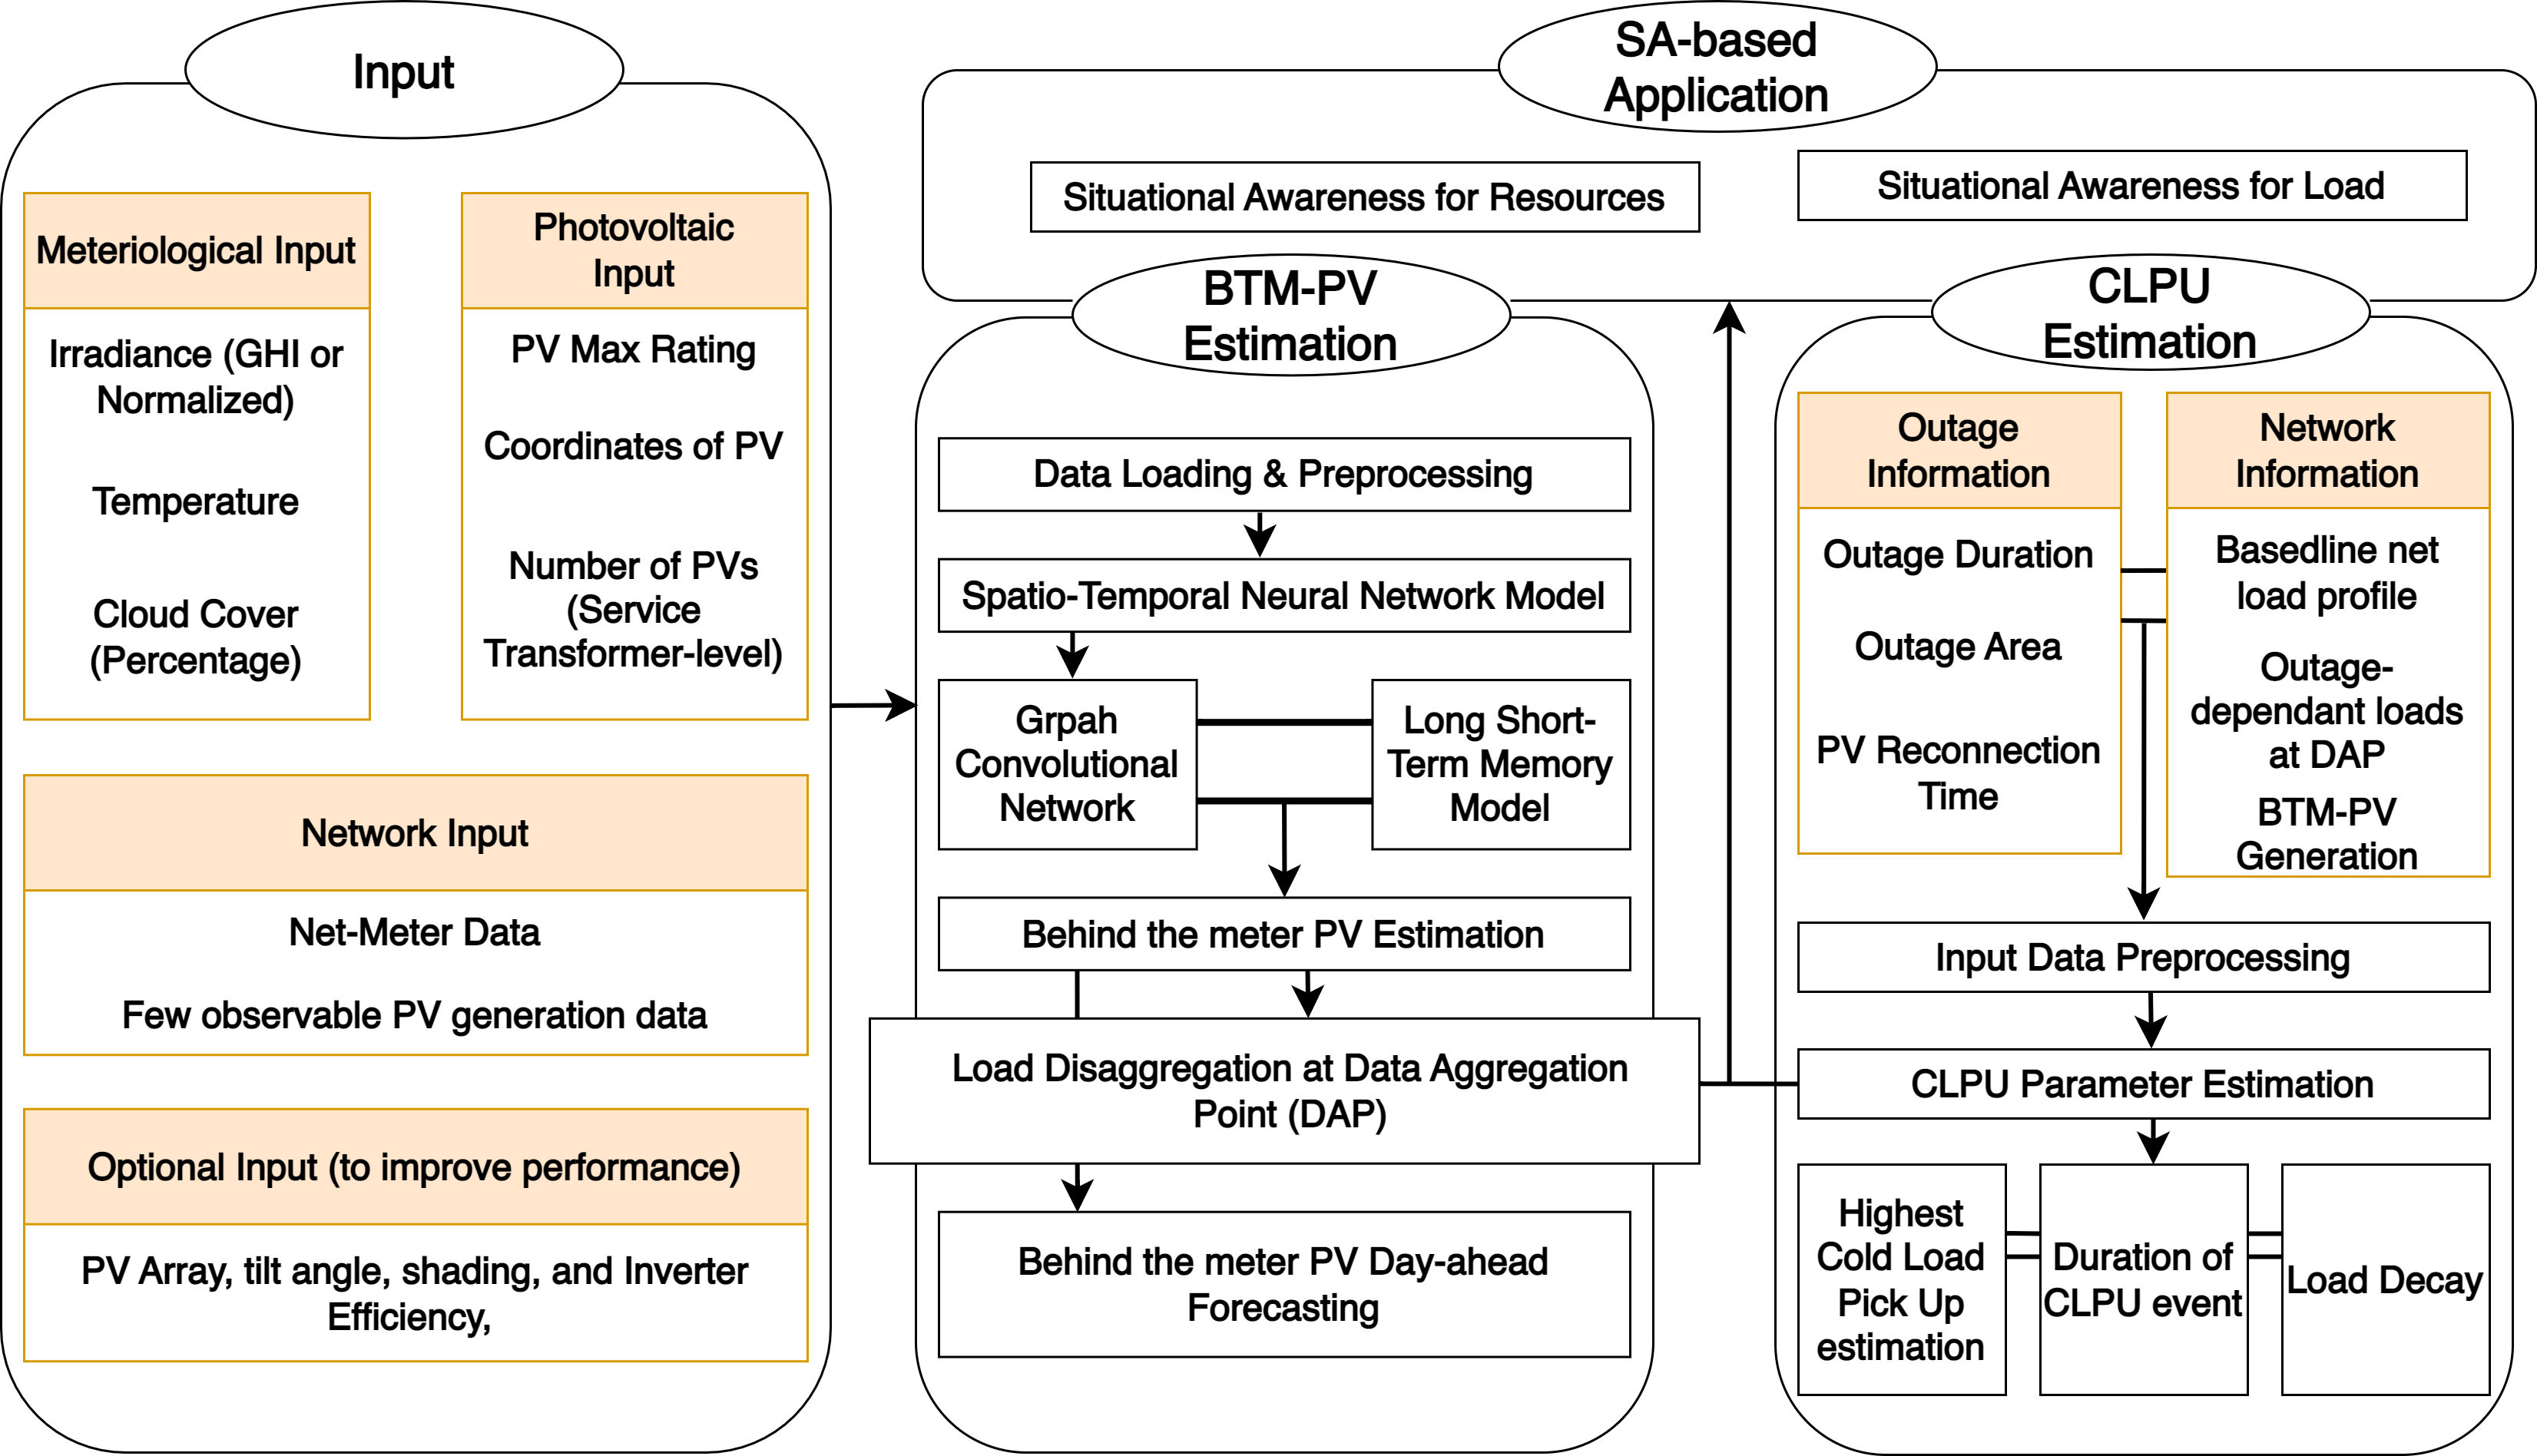 Input
Meteriological Input
Irradiance (GHI or
Normalized)
Temperature
Cloud Cover
(Percentage)
Photovoltaic
Input
PV Max Rating
Coordinates of PV
Number of PVs
(Service
Transformer-level)
Network Input
Net-Meter Data
Few observable PV generation data
Optional Input (to improve performance)
PV Array, tilt angle, shading, and Inverter
Efficiency,
SA-based
Application
Situational Awareness for Resources
Situational Awareness for Load
BTM-PV
Estimation
Data Loading & Preprocessing
Spatio-Temporal Neural Network Model
Grpah
Convolutional
Network
Long Short-
Term Memory
Model
Behind the meter PV Estimation
Load Disaggregation at Data Aggregation
Point (DAP)
Behind the meter PV Day-ahead
Forecasting
CLPU
Estimation
Outage
Information
Outage Duration
Outage Area
PV Reconnection
Time
Network
Information
Basedline net
load profile
Outage-
dependant loads
at DAP
BTM-PV
Generation
Input Data Preprocessing
CLPU Parameter Estimation
Highest
Cold Load
Pick Up
estimation
Duration of
CLPU event
Load Decay